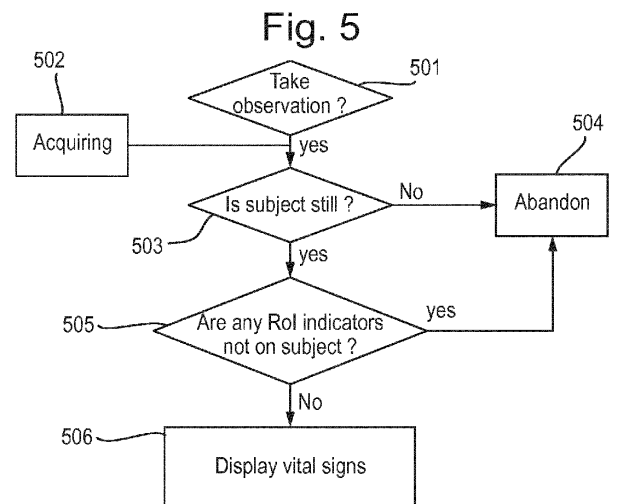 Fig. 5
502
501
Take
observation ?
Acquiring
yes
504
Is subject still ?
No
Abandon
503
yes
505
Are any RoI indicators
not on subject ?
yes
No
506
Display vital signs